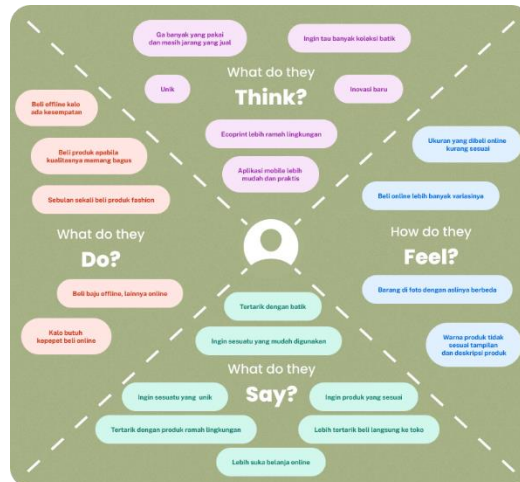 Ga banyak yang pakai
dan masih jarang yang jual
Ingin tau banyak koleksi batik
What do they
Think?
Unik
Inovasi baru
Ecoprint lebih ramah lingkungan
Aplikasi mobile lebih
mudah dan praktis
Beli offline kalo
ada kesempatan
Beli produk apabila
kualitasnya memang bagus
Sebulan sekali beli produk fashion
What do they
Do?
Beli baju offline, lainnya online
Kalo butuh
kepepet beli online
Ukuran yang dibeli online
kurang sesuai
Beli online lebih banyak variasinya
How do they
Feel?
Barang di foto dengan aslinya berbeda
Warna produk tidak
sesuai tampilan
dan deskripsi produk
Tertarik dengan batik
Ingin sesuatu yang mudah digunakan
What do they
Say?
Ingin sesuatu yang unik
Ingin produk yang sesuai
Tertarik dengan produk ramah lingkungan
Lebih tertarik beli langsung ke toko
Lebih suka belanja online